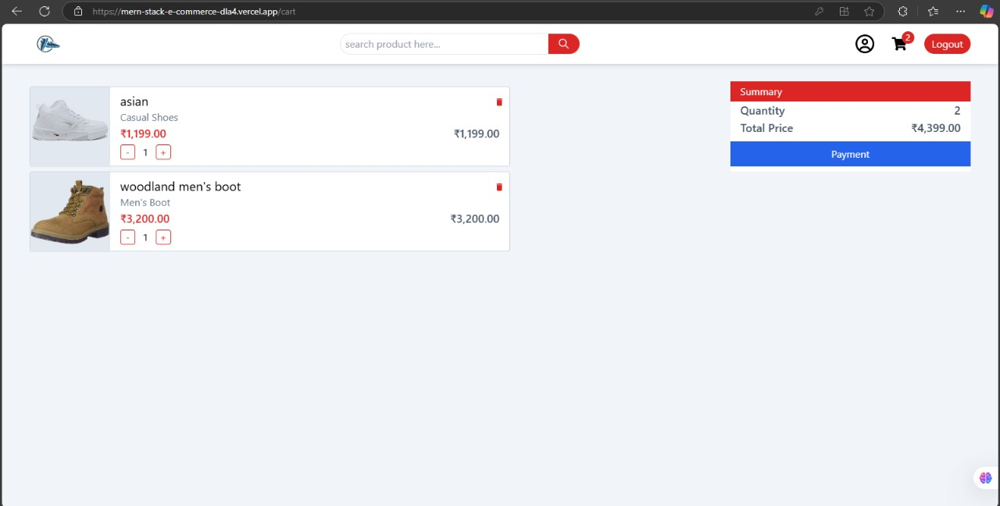 https://mern-stack-e-commerce-dla4.vercel.app/cart
search product here...
2
Logout
asian
Casual Shoes
₹1,199.00
₹1,199.00
- 1 +
woodland men's boot
Men's Boot
₹3,200.00
₹3,200.00
- 1 +
Summary
Quantity 2
Total Price ₹4,399.00
Payment